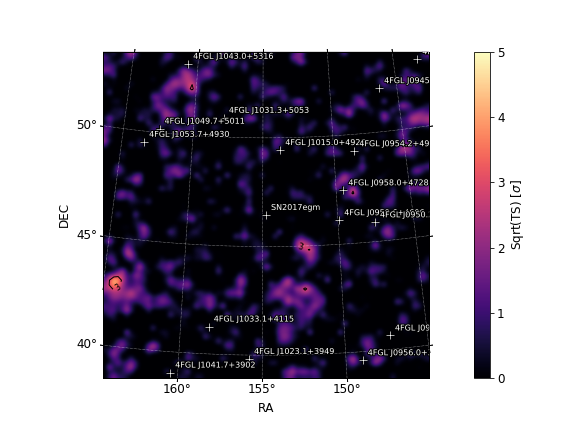 4FGL J1043.0+5316
4FGL J0945
4FGL J1031.3+5053
4FGL J1049.7+5011
4FGL J1053.7+4930
4FGL J1015.0+492
4FGL J0954.2+49
4FGL J0958.0+4728
SN2017egm
4FGL J0950.
4FGL J1033.1+4115
4FGL J09
4FGL J1023.1+3949
4FGL J0956.0+
4FGL J1041.7+3902
50°
45°
40°
DEC
160°
155°
150°
RA
5
4
3
2
1
0
Sqrt(TS) [σ]